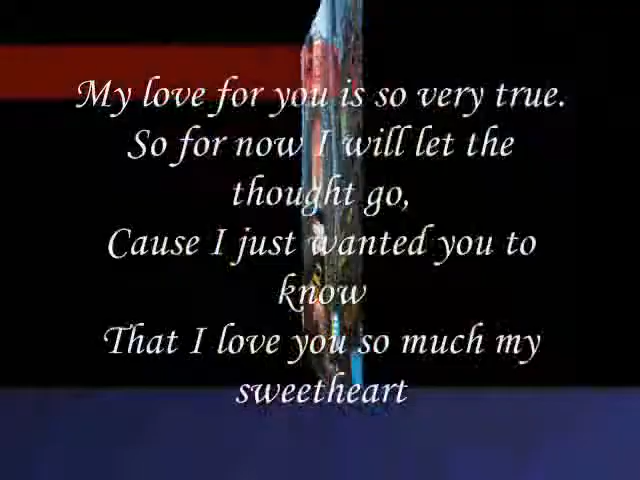 My love for you is so very true.
So for now I will let the
thought go,
Cause I just wanted you to
know
That I love you so much my
sweetheart